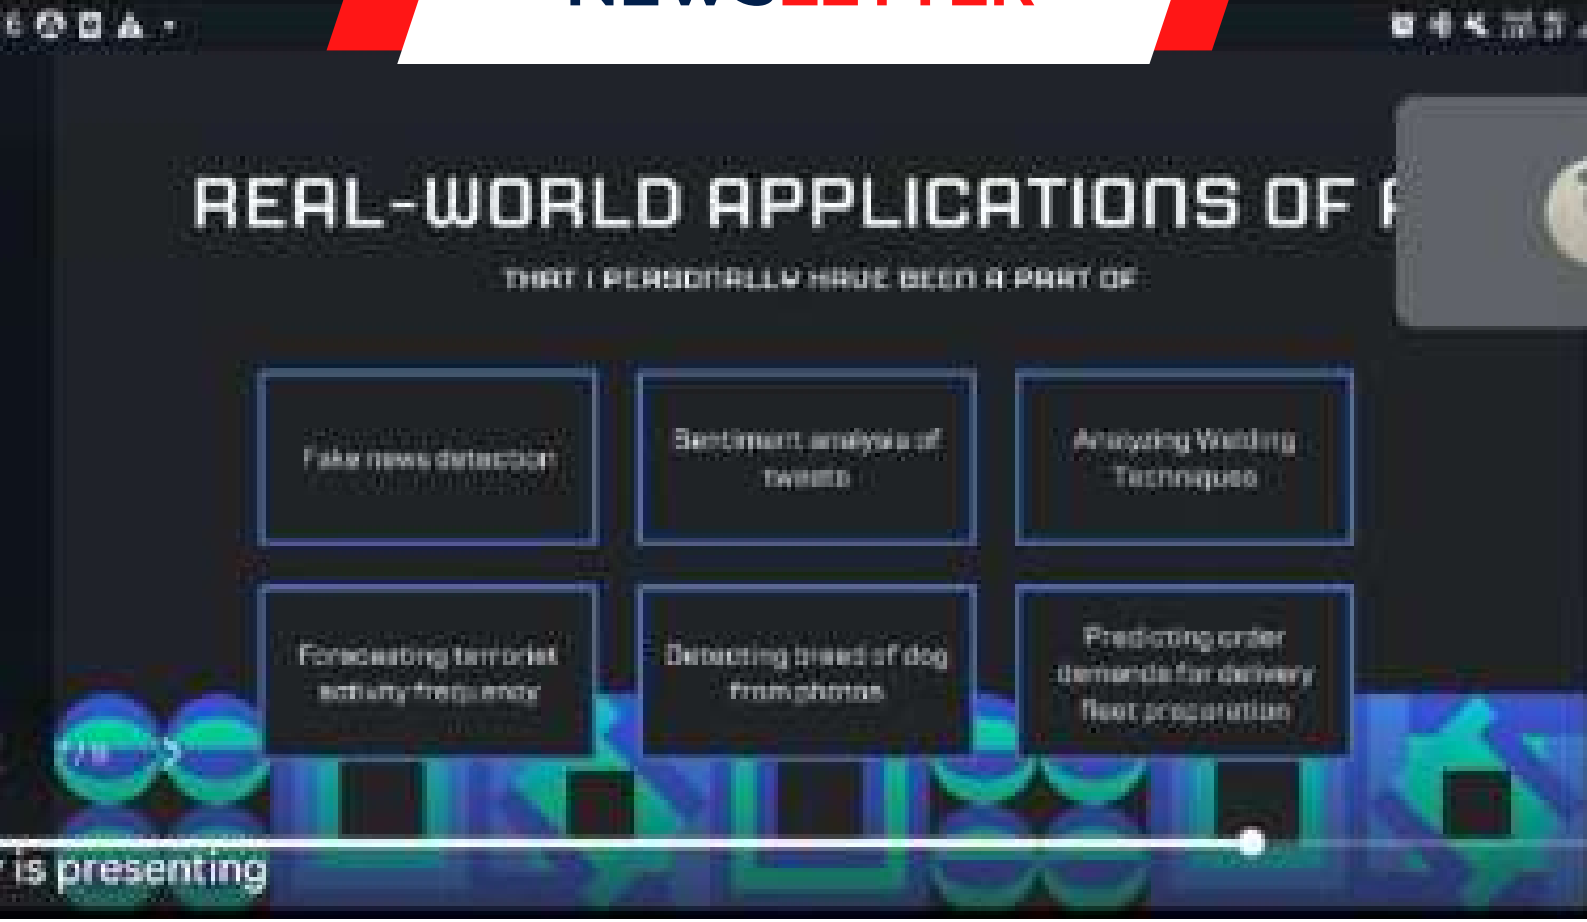 NEWSLETTER
REAL-WORLD APPLICATIONS OF
THAT I PERSONALLY HAVE BEEN A PART OF
Fake news detection
Sentiment analysis of
tweets
Analyzing Welding
Techniques
Forecasting terrorist
activity frequency
Detecting breed of dog
from photos
Predicting order
demands for delivery
fleet preparation
is presenting